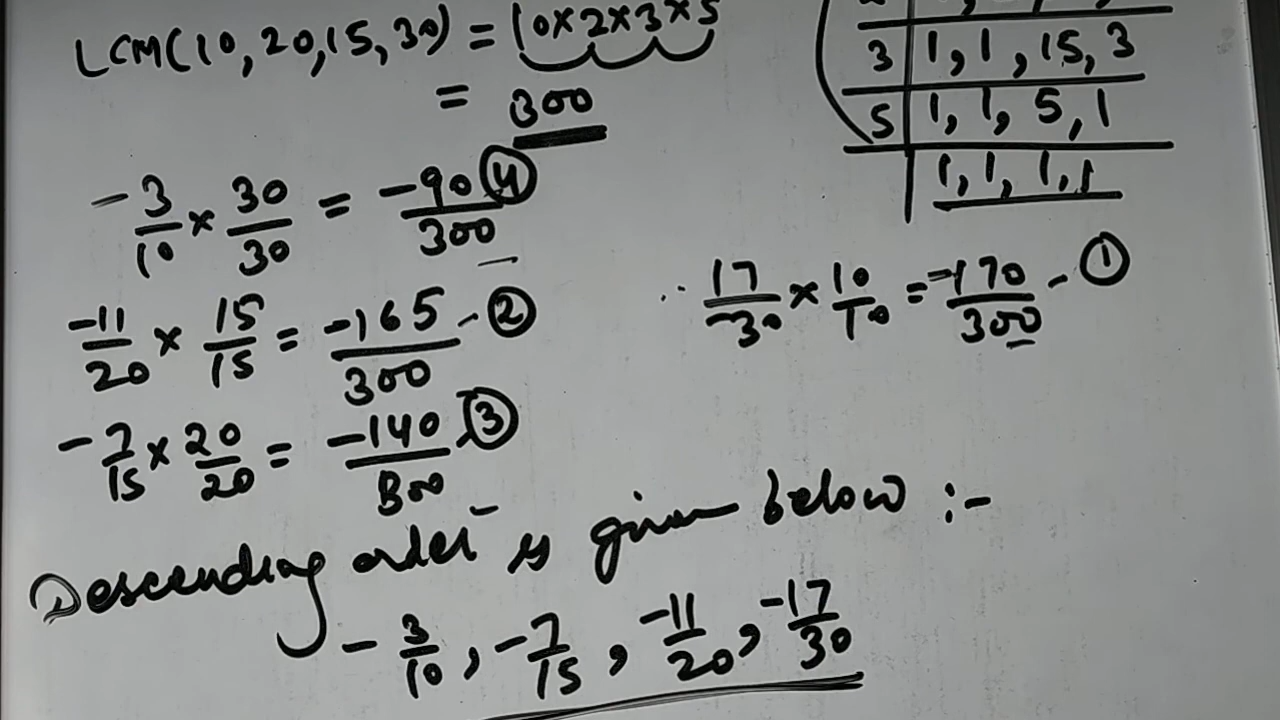 LCM(10,20,15,30) = 10×2×3×5
= 300
3 | 1, 1, 15, 3
5 | 1, 1, 5, 1
| 1, 1, 1, 1
-3/10 × 30/30 = -90/300 ④
17/-30 × 10/10 = -170/300 - ①
-11/20 × 15/15 = -165/300 - ②
-7/15 × 20/20 = -140/300 ③
Descending order is given below :-
-3/10, -7/15, -11/20, -17/30